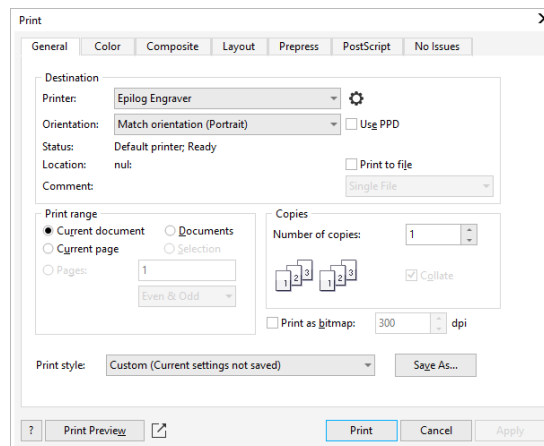 Print
General Color Composite Layout Prepress PostScript No Issues
Destination
Printer: Epilog Engraver
Orientation: Match orientation (Portrait) Use PPD
Status: Default printer; Ready
Location: nul: Print to file
Comment: Single File
Print range
Current document Documents
Current page Selection
Pages: 1
Even & Odd
Copies
Number of copies: 1
1 2 3 1 2 3
Collate
Print as bitmap: 300 dpi
Print style: Custom (Current settings not saved) Save As...
? Print Preview Print Cancel Apply